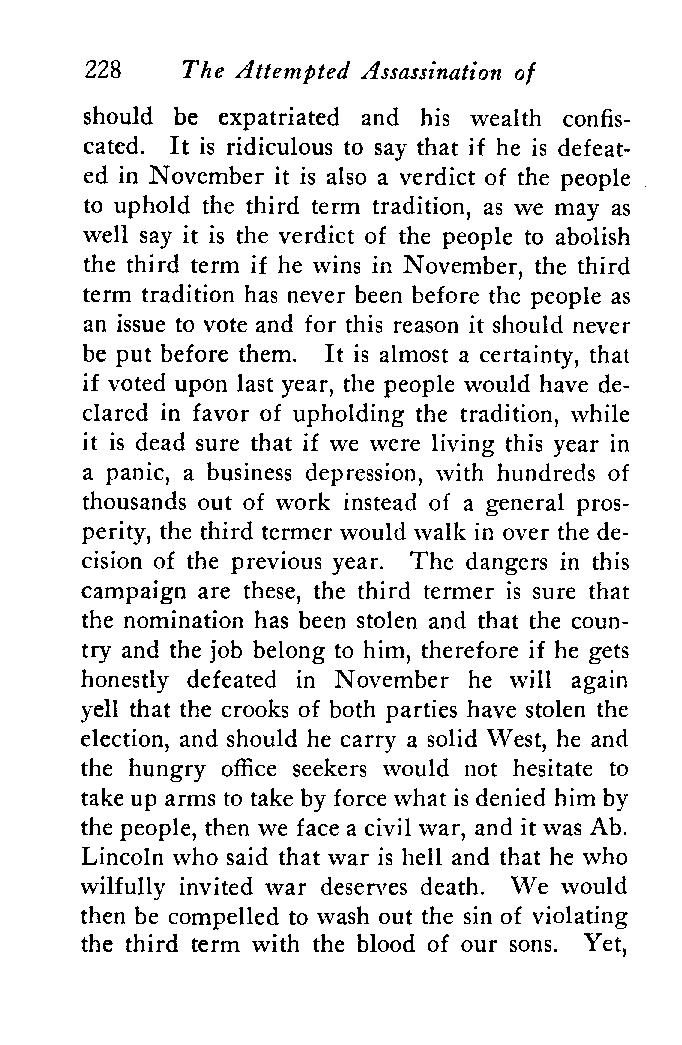 228 The Attempted Assassination of
should be expatriated and his wealth confis-
cated. It is ridiculous to say that if he is defeat-
ed in November it is also a verdict of the people
to uphold the third term tradition, as we may as
well say it is the verdict of the people to abolish
the third term if he wins in November, the third
term tradition has never been before the people as
an issue to vote and for this reason it should never
be put before them. It is almost a certainty, that
if voted upon last year, the people would have de-
clared in favor of upholding the tradition, while
it is dead sure that if we were living this year in
a panic, a business depression, with hundreds of
thousands out of work instead of a general pros-
perity, the third termer would walk in over the de-
cision of the previous year. The dangers in this
campaign are these, the third termer is sure that
the nomination has been stolen and that the coun-
try and the job belong to him, therefore if he gets
honestly defeated in November he will again
yell that the crooks of both parties have stolen the
election, and should he carry a solid West, he and
the hungry office seekers would not hesitate to
take up arms to take by force what is denied him by
the people, then we face a civil war, and it was Ab.
Lincoln who said that war is hell and that he who
wilfully invited war deserves death. We would
then be compelled to wash out the sin of violating
the third term with the blood of our sons. Yet,